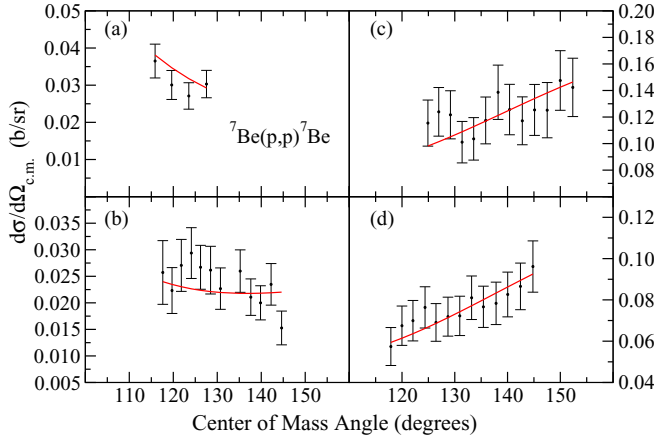 0.05
0.04
0.03
0.02
0.01
(a)
⁷Be(p,p)⁷Be
(c)
0.20
0.18
0.16
0.14
0.12
0.10
0.08
dσ/dΩc.m. (b/sr)
0.035
0.030
0.025
0.020
0.015
0.010
0.005
(b)
(d)
0.12
0.10
0.08
0.06
0.04
110 120 130 140 150
120 130 140 150
Center of Mass Angle (degrees)